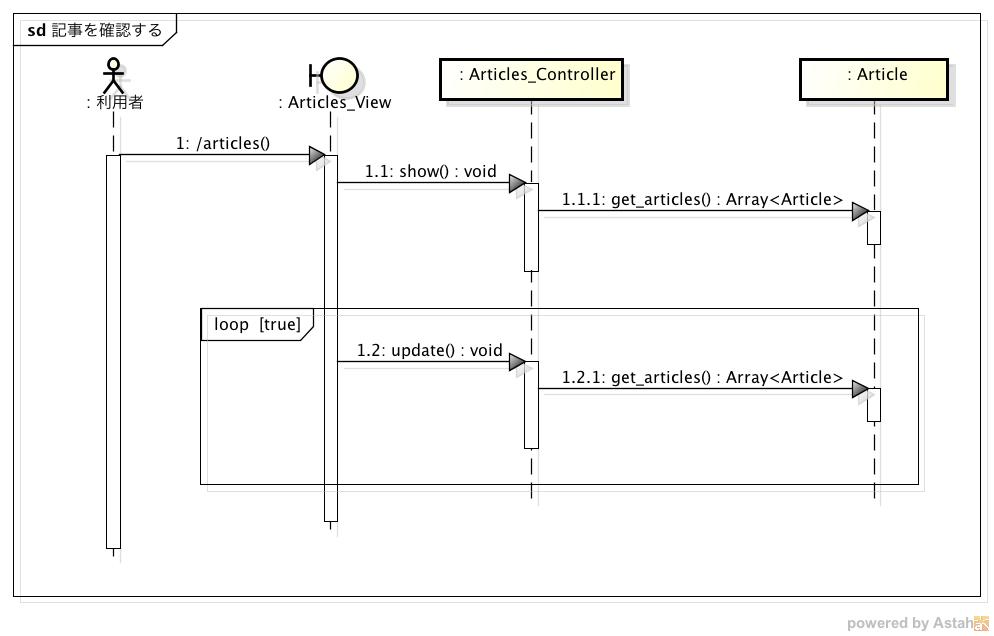 sd 記事を確認する
: 利用者
: Articles_View
: Articles_Controller
: Article
1: /articles()
1.1: show() : void
1.1.1: get_articles() : Array<Article>
loop [true]
1.2: update() : void
1.2.1: get_articles() : Array<Article>
powered by Astah